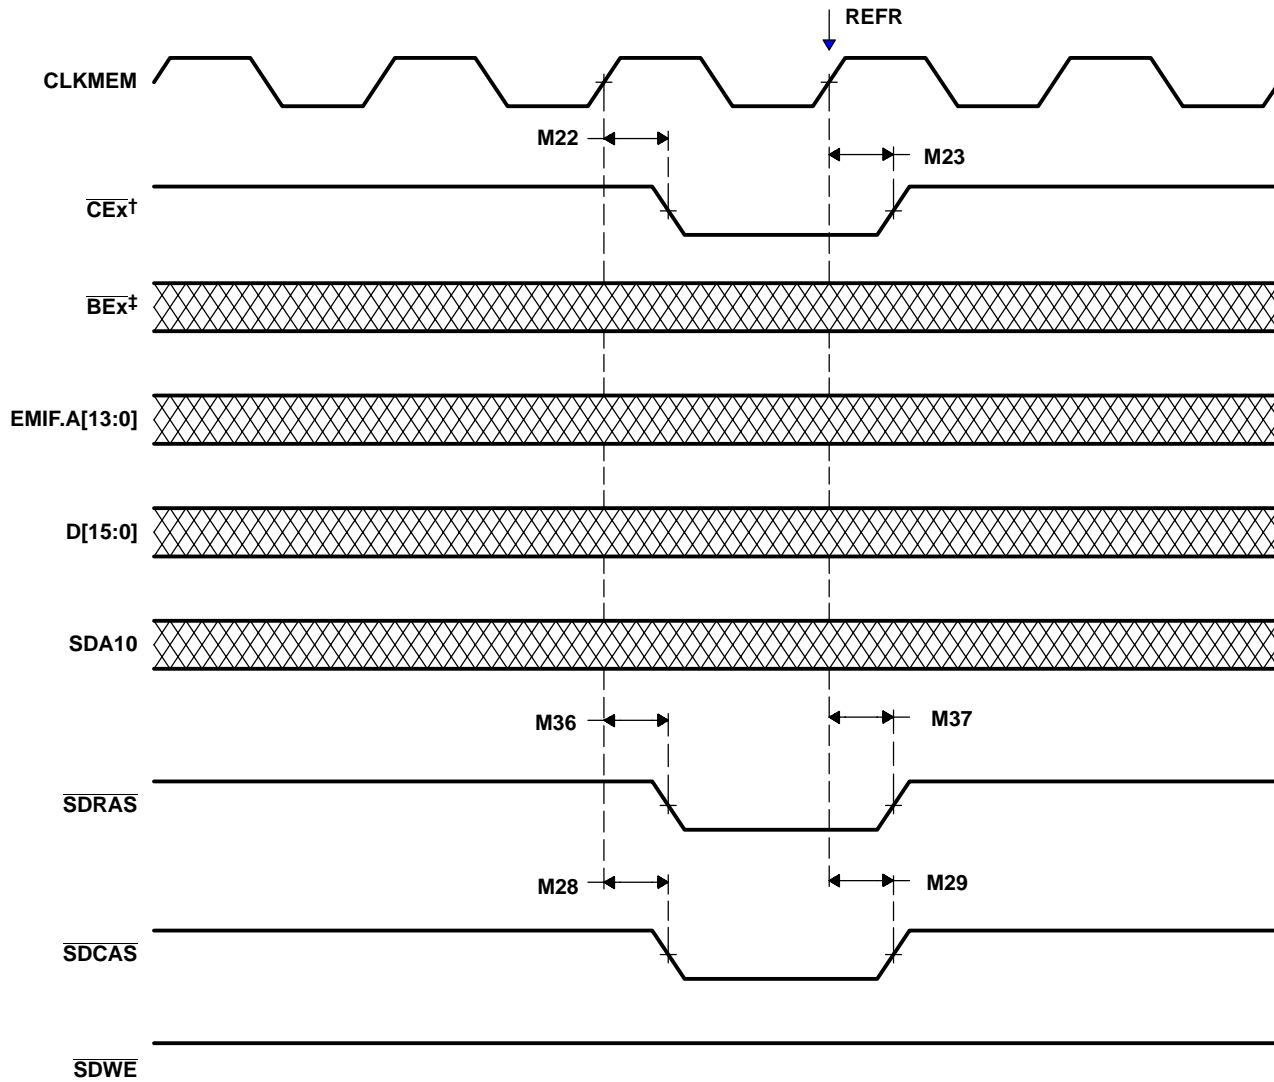 REFR
CLKMEM
M22
M23
CEx†
BEx‡
EMIF.A[13:0]
D[15:0]
SDA10
M36
M37
SDRAS
M28
M29
SDCAS
SDWE